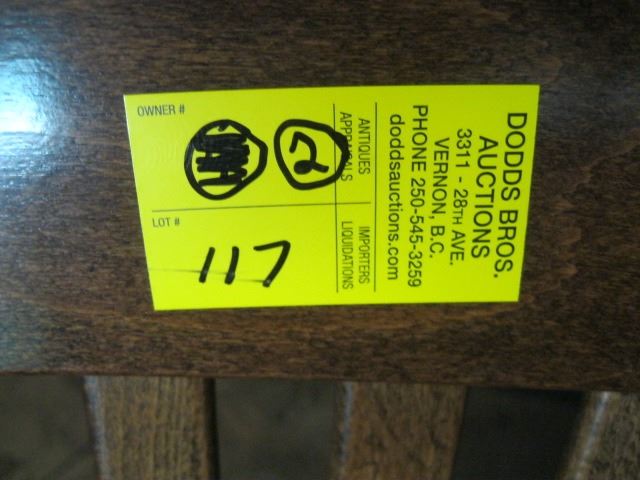 DODDS BROS.
AUCTIONS
3311 - 28TH AVE.
VERNON, B.C.
PHONE 250-545-3259
doddsauctions.com
ANTIQUES IMPORTERS
APPRAISALS LIQUIDATIONS
OWNER #
2
LOT #
117